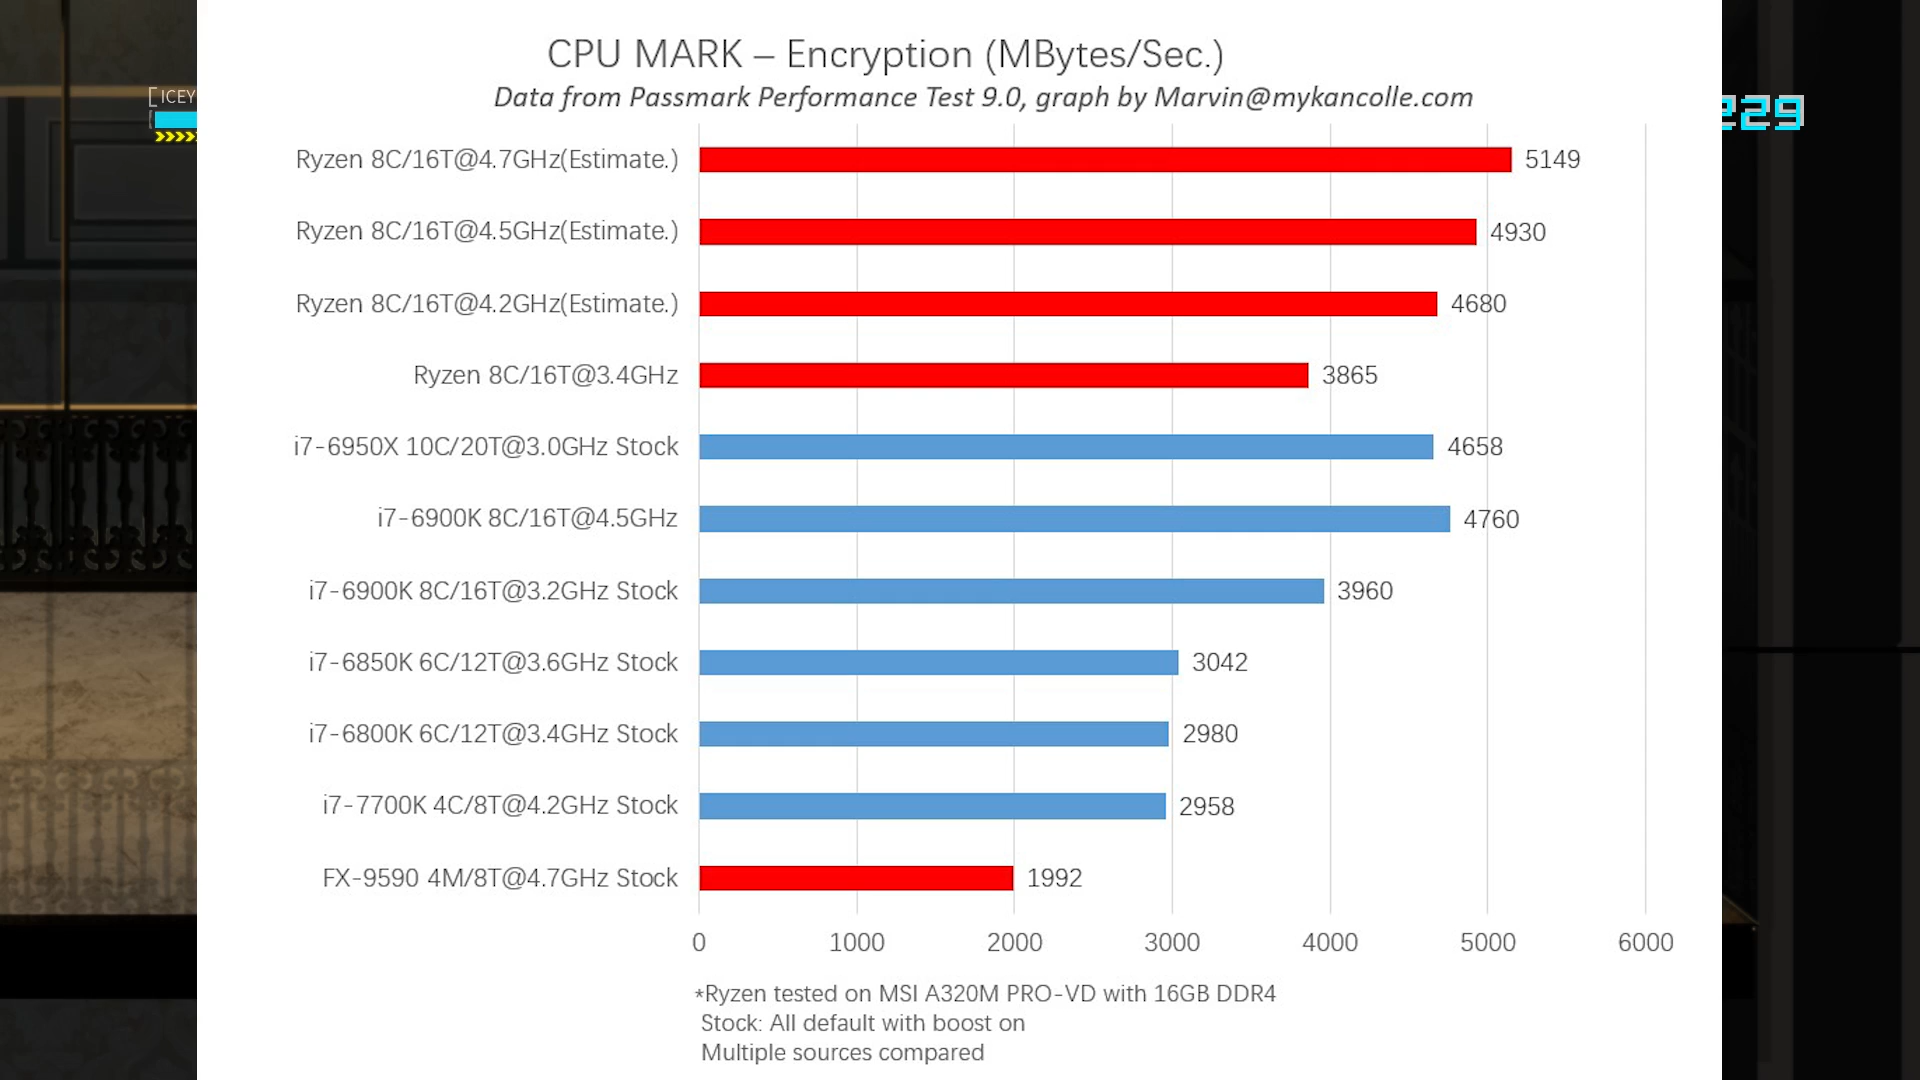 CPU MARK – Encryption (MBytes/Sec.)
Data from Passmark Performance Test 9.0, graph by Marvin@mykancolle.com
[ICEY
229
Ryzen 8C/16T@4.7GHz(Estimate.) 5149
Ryzen 8C/16T@4.5GHz(Estimate.) 4930
Ryzen 8C/16T@4.2GHz(Estimate.) 4680
Ryzen 8C/16T@3.4GHz 3865
i7-6950X 10C/20T@3.0GHz Stock 4658
i7-6900K 8C/16T@4.5GHz 4760
i7-6900K 8C/16T@3.2GHz Stock 3960
i7-6850K 6C/12T@3.6GHz Stock 3042
i7-6800K 6C/12T@3.4GHz Stock 2980
i7-7700K 4C/8T@4.2GHz Stock 2958
FX-9590 4M/8T@4.7GHz Stock 1992
0 1000 2000 3000 4000 5000 6000
*Ryzen tested on MSI A320M PRO-VD with 16GB DDR4
Stock: All default with boost on
Multiple sources compared